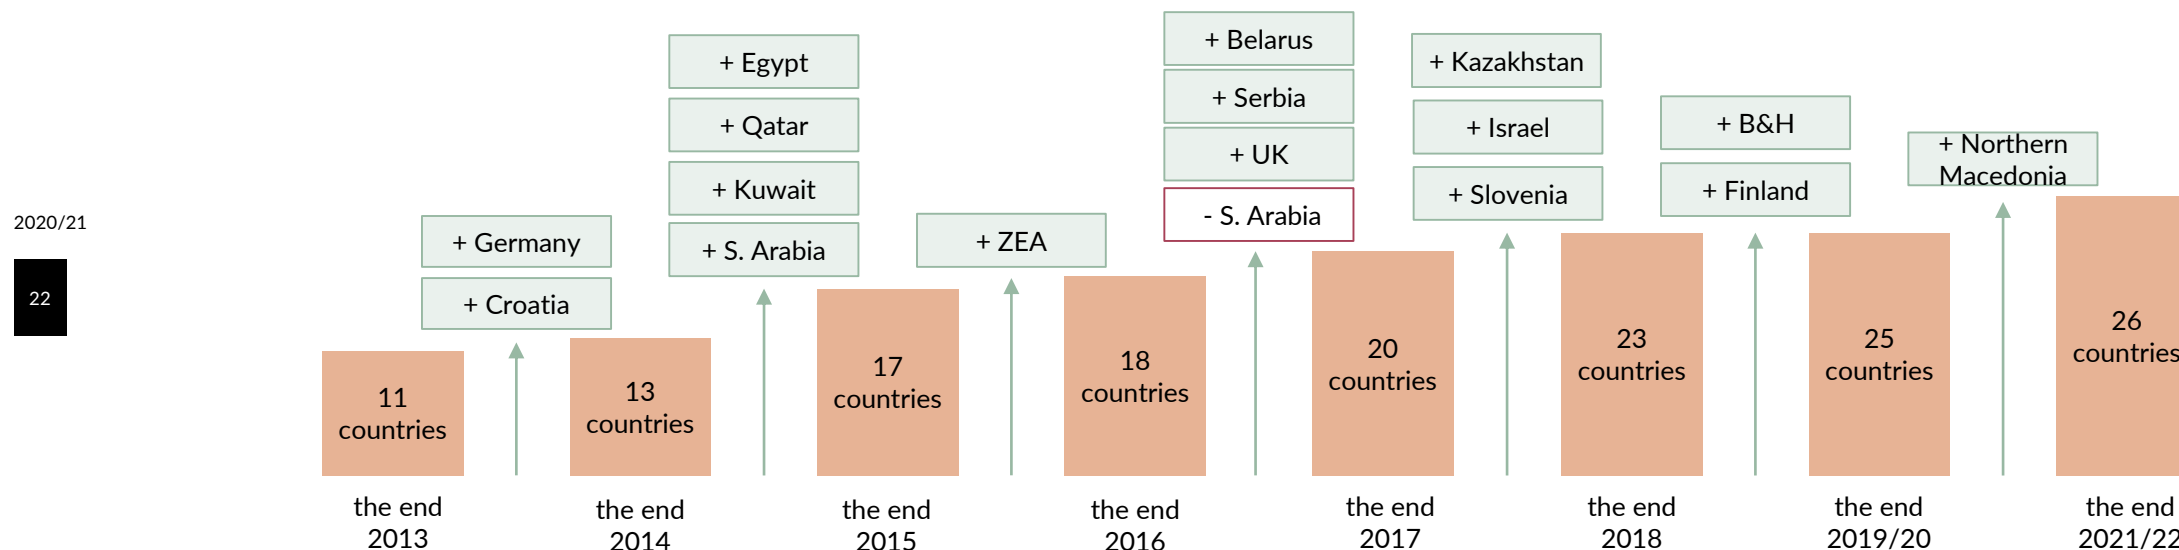 2020/21
22
+ Germany
+ Croatia
+ Egypt
+ Qatar
+ Kuwait
+ S. Arabia
+ ZEA
+ Belarus
+ Serbia
+ UK
- S. Arabia
+ Kazakhstan
+ Israel
+ Slovenia
+ B&H
+ Finland
+ Northern
Macedonia
11
countries
13
countries
17
countries
18
countries
20
countries
23
countries
25
countries
26
countries
the end
2013
the end
2014
the end
2015
the end
2016
the end
2017
the end
2018
the end
2019/20
the end
2021/22